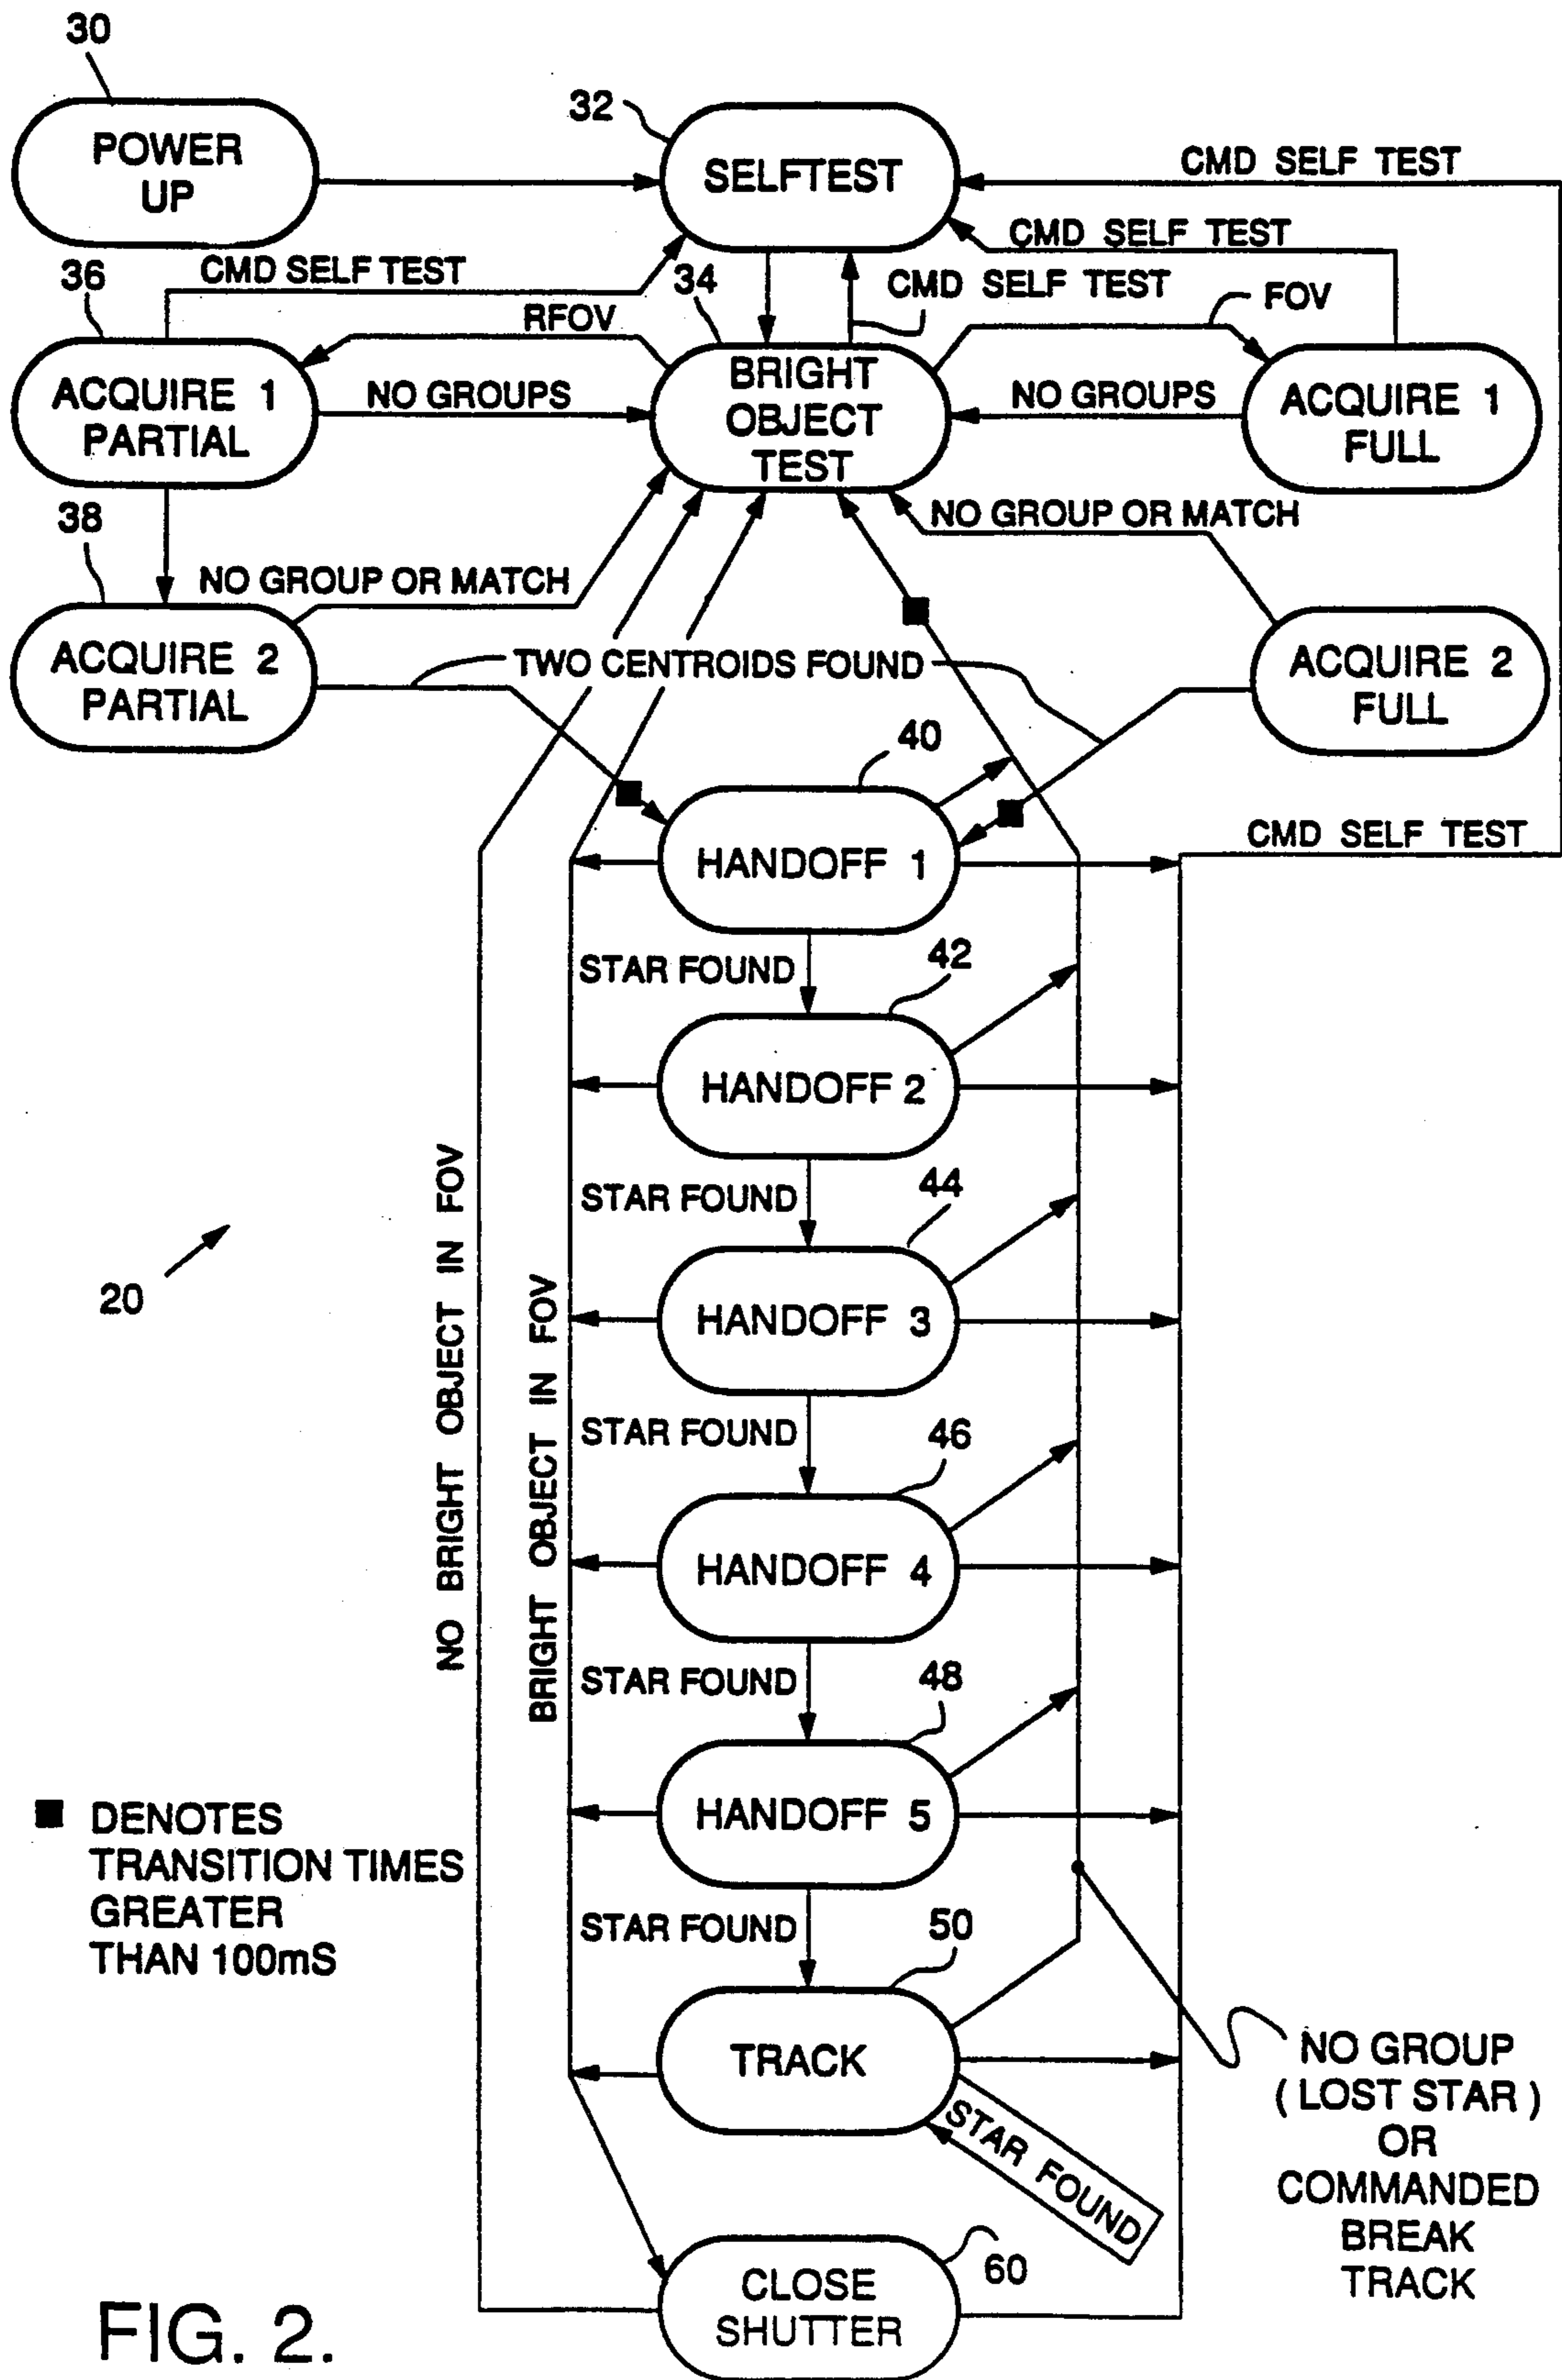 30
POWER
UP
32
SELFTEST
CMD SELF TEST
CMD SELF TEST
36
CMD SELF TEST
34
CMD SELF TEST
FOV
RFOV
ACQUIRE 1
PARTIAL
NO GROUPS
BRIGHT
OBJECT
TEST
NO GROUPS
ACQUIRE 1
FULL
38
NO GROUP OR MATCH
NO GROUP OR MATCH
ACQUIRE 2
PARTIAL
TWO CENTROIDS FOUND
ACQUIRE 2
FULL
40
HANDOFF 1
CMD SELF TEST
STAR FOUND
42
HANDOFF 2
STAR FOUND
44
HANDOFF 3
20
NO BRIGHT OBJECT IN FOV
BRIGHT OBJECT IN FOV
STAR FOUND
46
HANDOFF 4
STAR FOUND
48
HANDOFF 5
■ DENOTES
TRANSITION TIMES
GREATER
THAN 100mS
STAR FOUND
50
TRACK
STAR FOUND
NO GROUP
( LOST STAR )
OR
COMMANDED
BREAK
TRACK
60
CLOSE
SHUTTER
FIG. 2.